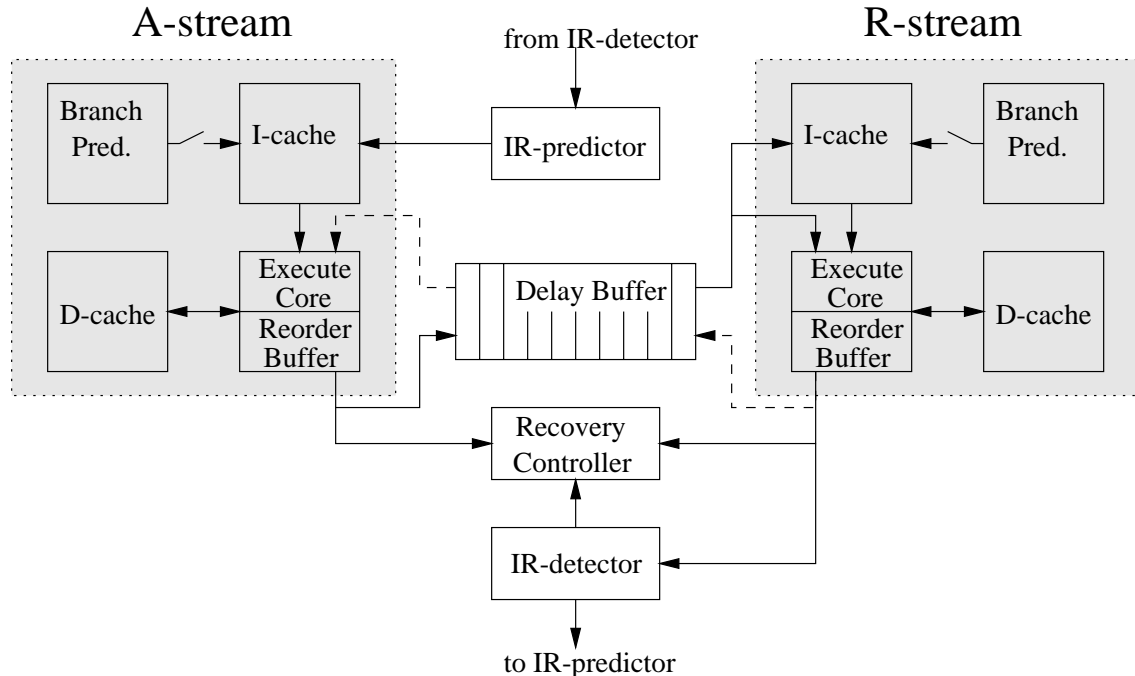 A-stream
R-stream
from IR-detector
Branch
Pred.
I-cache
IR-predictor
I-cache
Branch
Pred.
Execute
Core
Reorder
Buffer
D-cache
Delay Buffer
Execute
Core
Reorder
Buffer
D-cache
Recovery
Controller
IR-detector
to IR-predictor